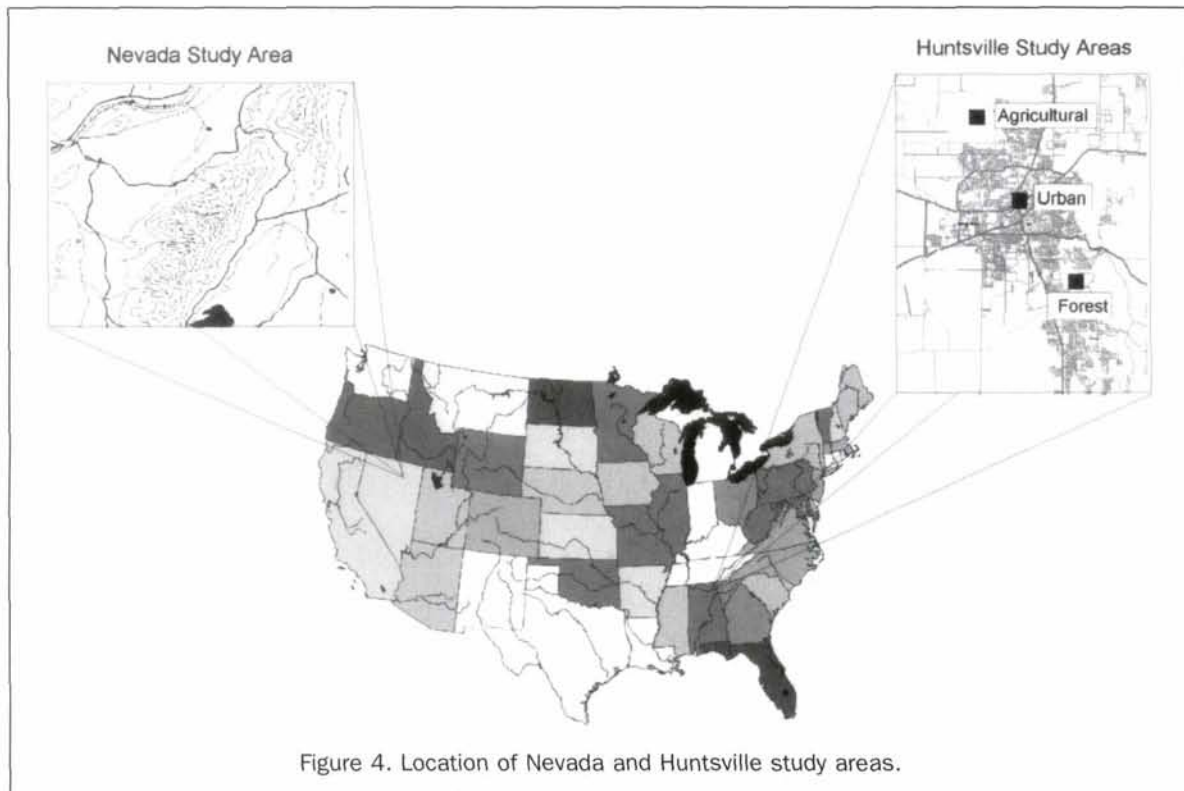 Nevada Study Area
Huntsville Study Areas
Agricultural
Urban
Forest
Figure 4. Location of Nevada and Huntsville study areas.